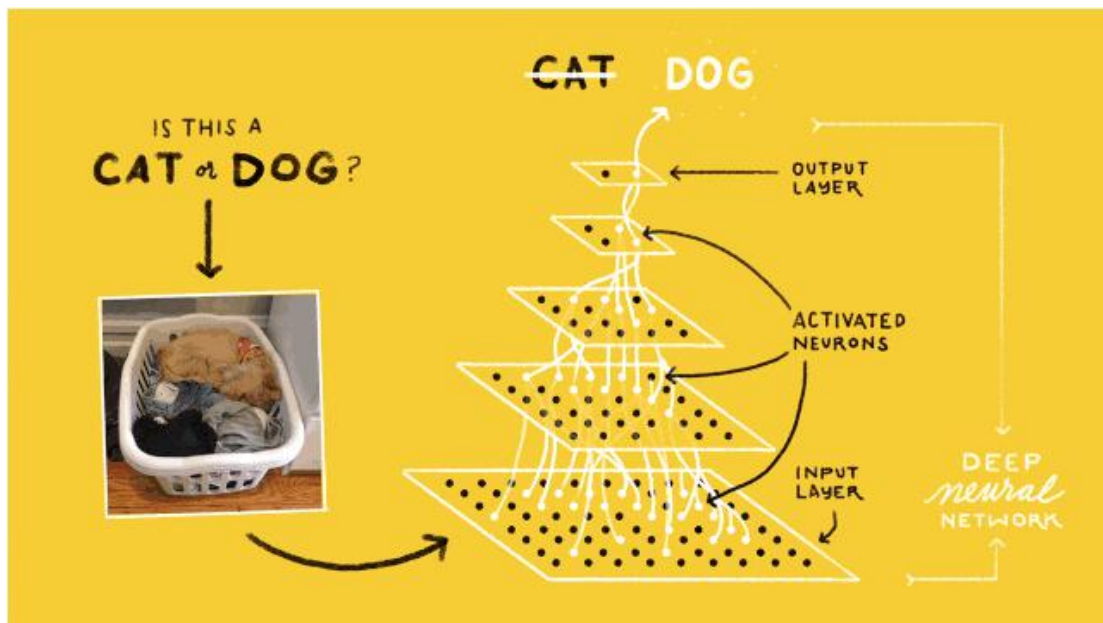 CAT DOG
IS THIS A
CAT or DOG?
OUTPUT
LAYER
ACTIVATED
NEURONS
INPUT
LAYER
DEEP
neural
NETWORK